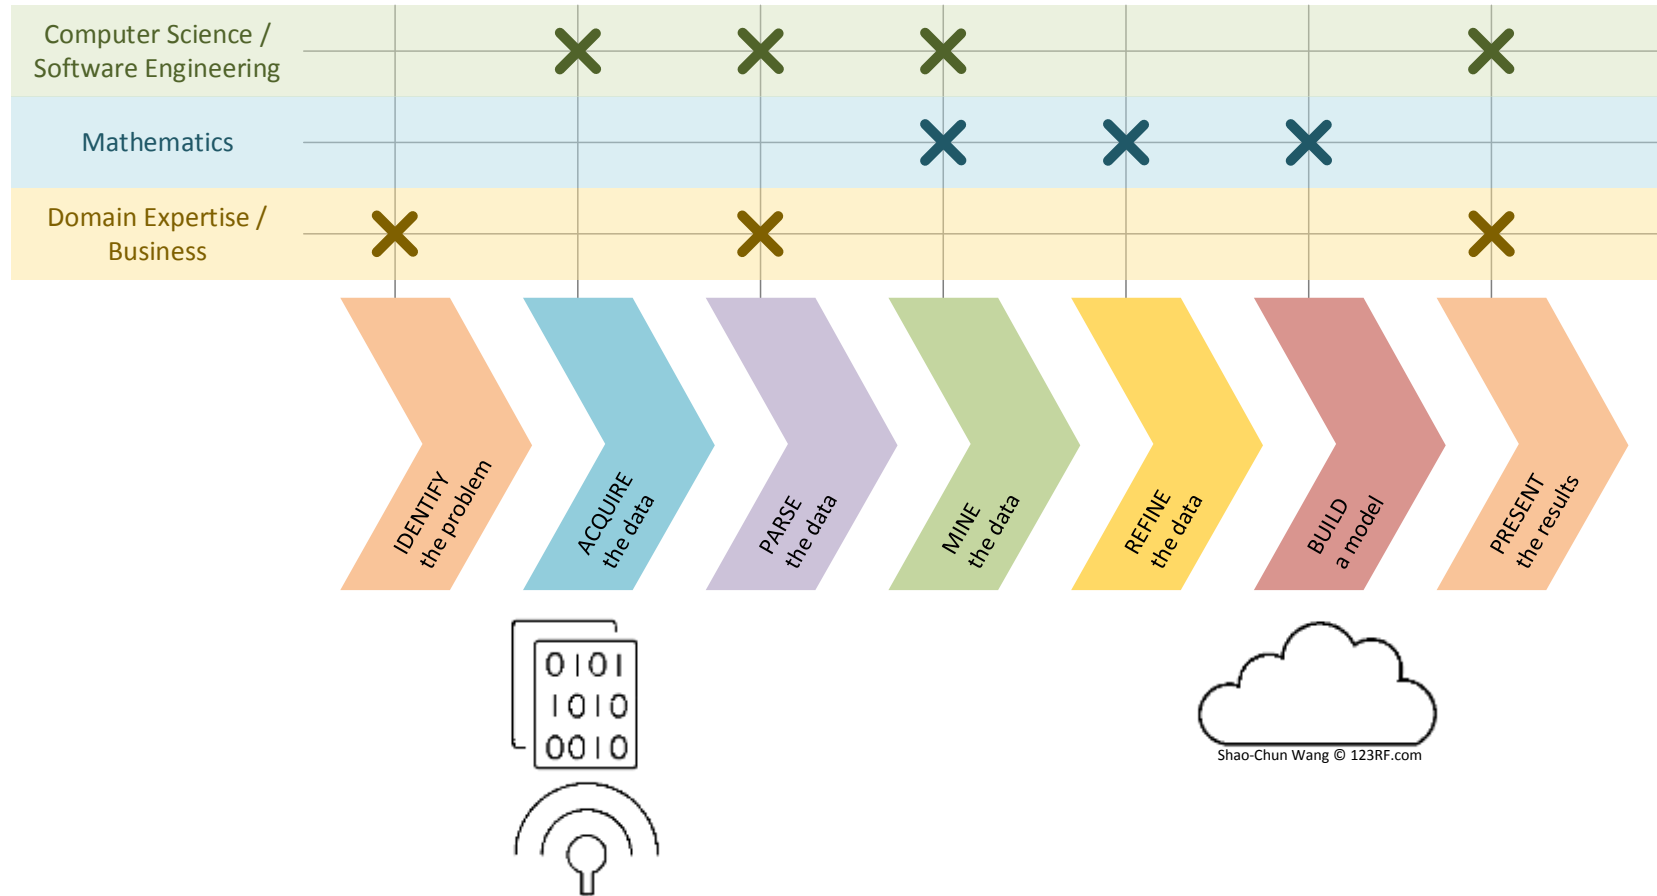 Computer Science /
Software Engineering
Mathematics
Domain Expertise /
Business
IDENTIFY
the problem
ACQUIRE
the data
PARSE
the data
MINE
the data
REFINE
the data
BUILD
a model
PRESENT
the results
0101
1010
0010
Shao-Chun Wang © 123RF.com